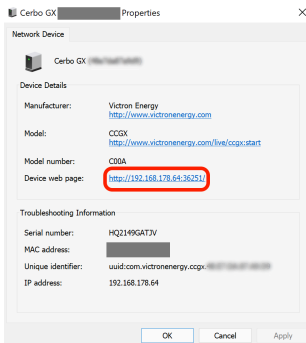 Cerbo GX Properties
Network Device
Cerbo GX
Device Details
Manufacturer: Victron Energy
http://www.victronenergy.com
Model: CCGX
http://www.victronenergy.com/live/ccgx:start
Model number: C00A
Device web page: http://192.168.178.64:36251/
Troubleshooting Information
Serial number: HQ2149GATJV
MAC address:
Unique identifier: uuid:com.victronenergy.ccgx.
IP address: 192.168.178.64
OK Cancel Apply